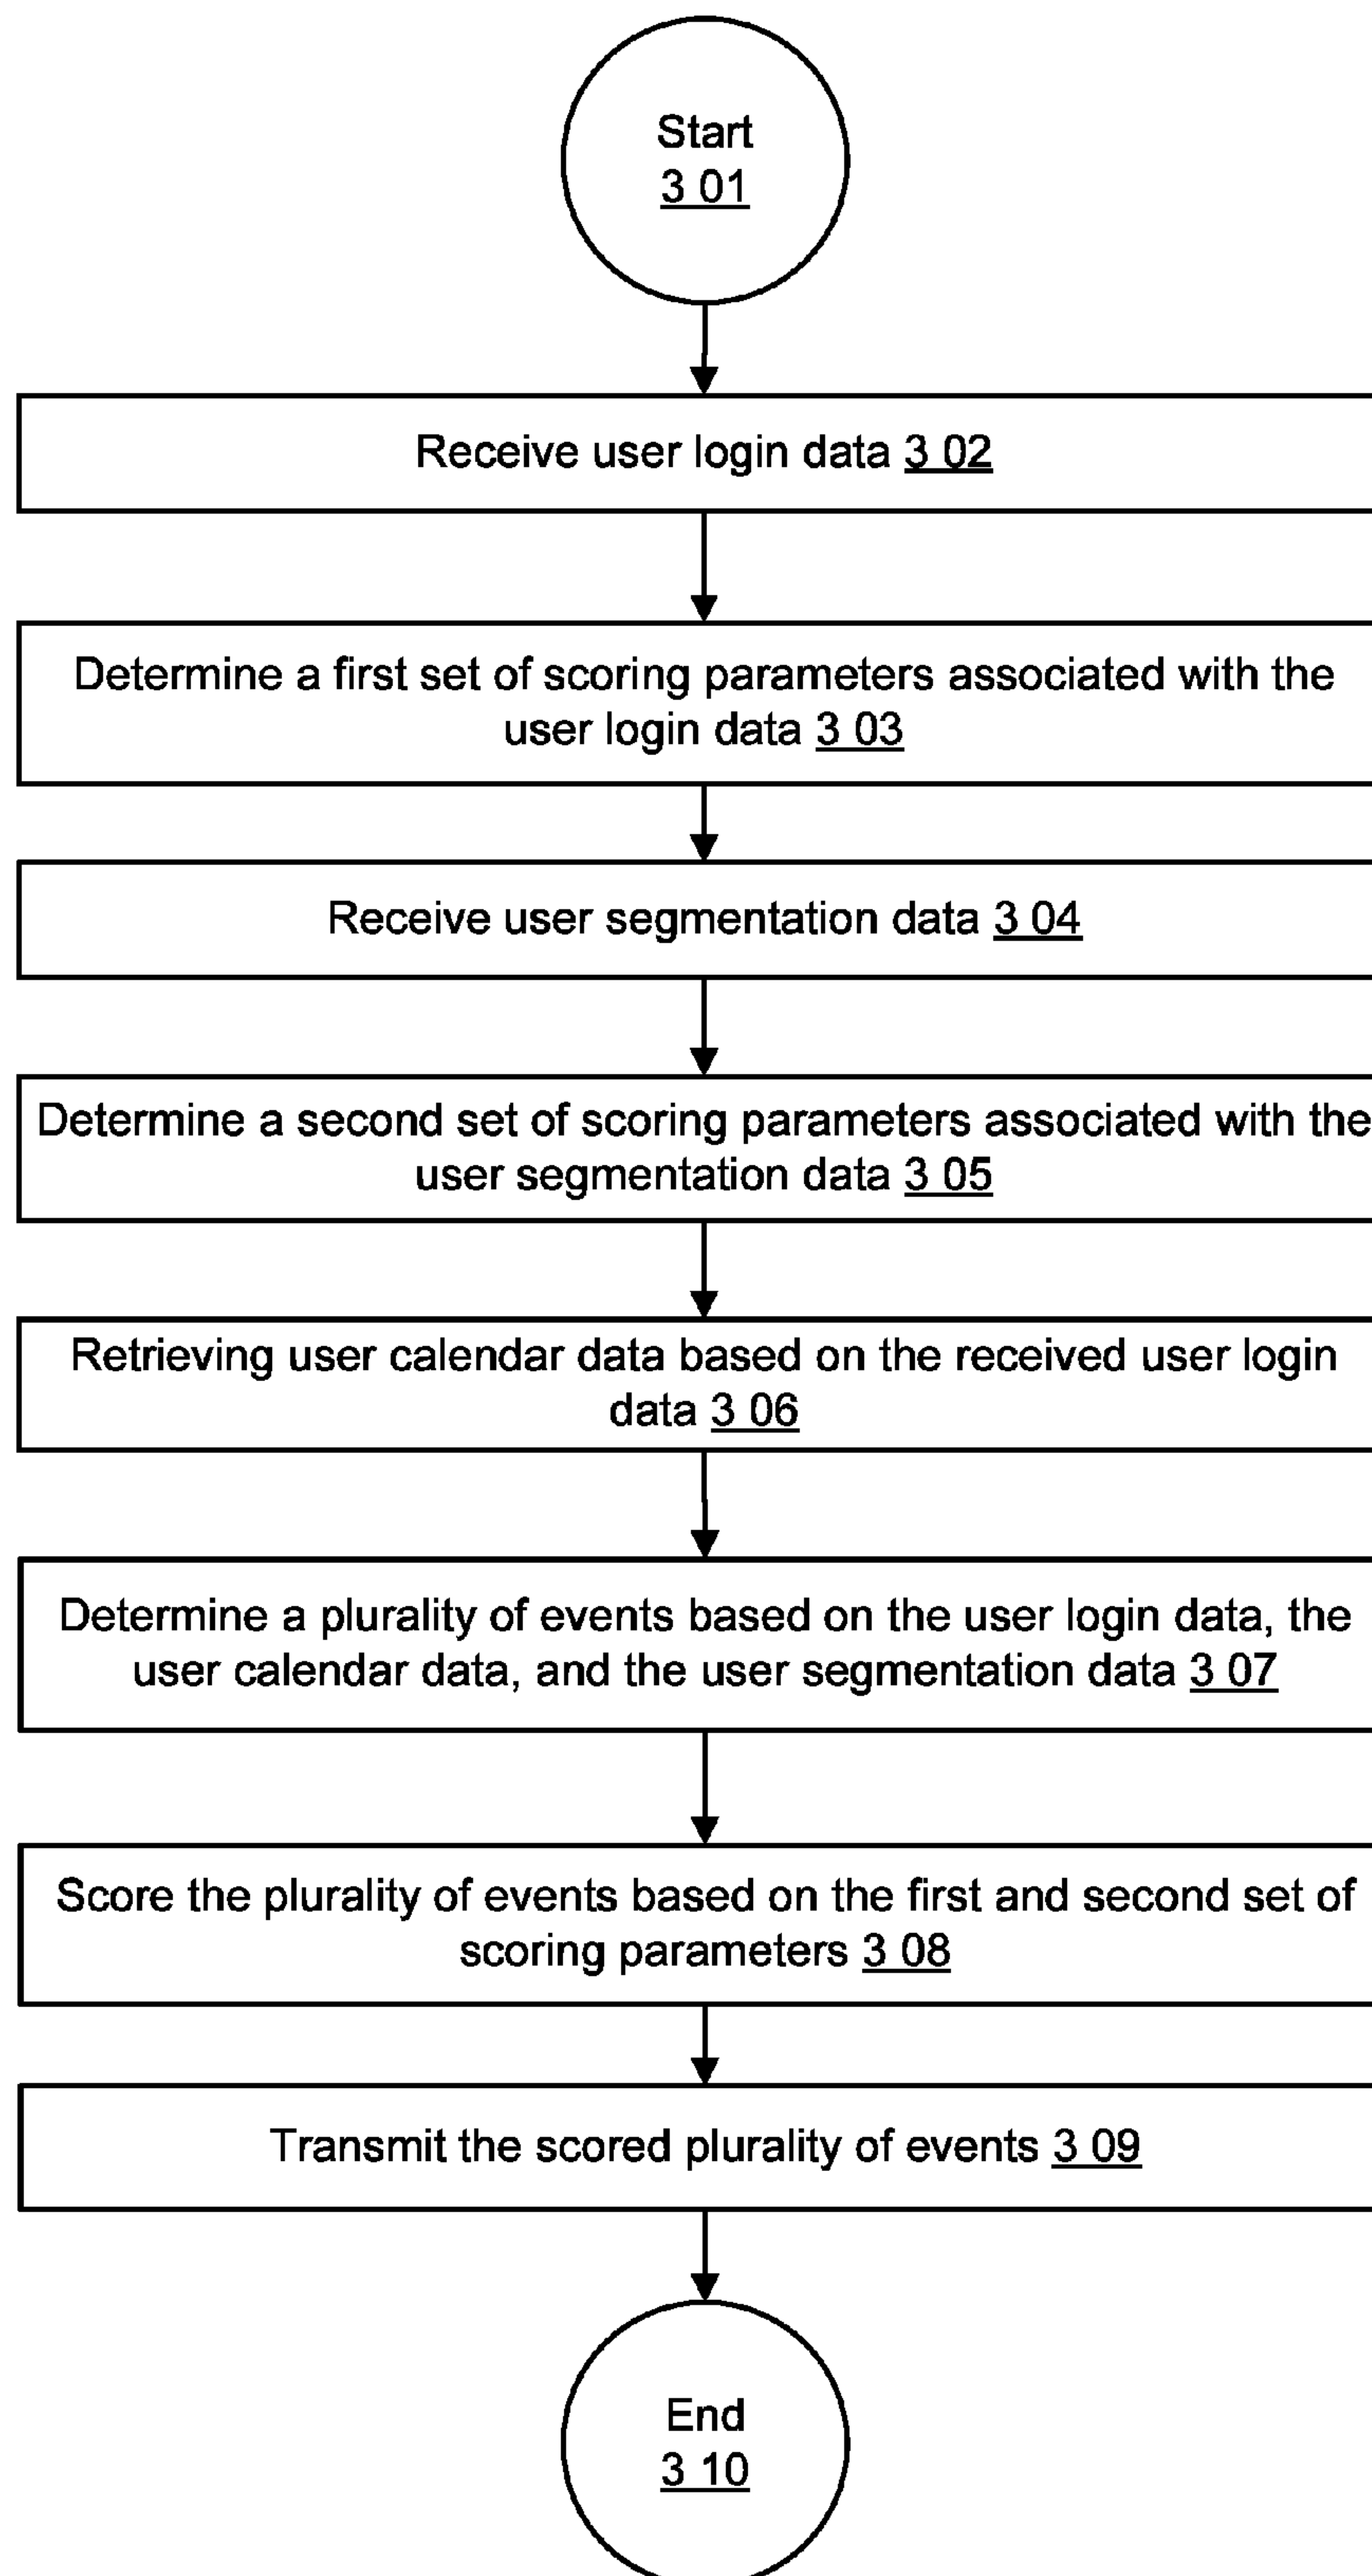 Start
3 01
Receive user login data 3 02
Determine a first set of scoring parameters associated with the
user login data 3 03
Receive user segmentation data 3 04
Determine a second set of scoring parameters associated with the
user segmentation data 3 05
Retrieving user calendar data based on the received user login
data 3 06
Determine a plurality of events based on the user login data, the
user calendar data, and the user segmentation data 3 07
Score the plurality of events based on the first and second set of
scoring parameters 3 08
Transmit the scored plurality of events 3 09
End
3 10